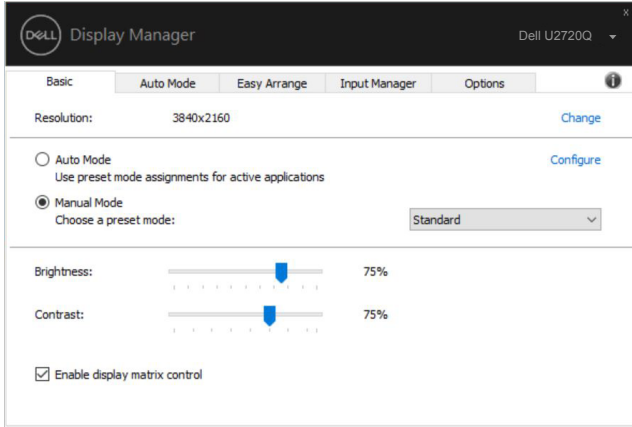 x
DELL Display Manager
Dell U2720Q
Basic Auto Mode Easy Arrange Input Manager Options i
Resolution: 3840x2160 Change
Auto Mode Configure
Use preset mode assignments for active applications
Manual Mode
Choose a preset mode: Standard
Brightness: 75%
Contrast: 75%
Enable display matrix control